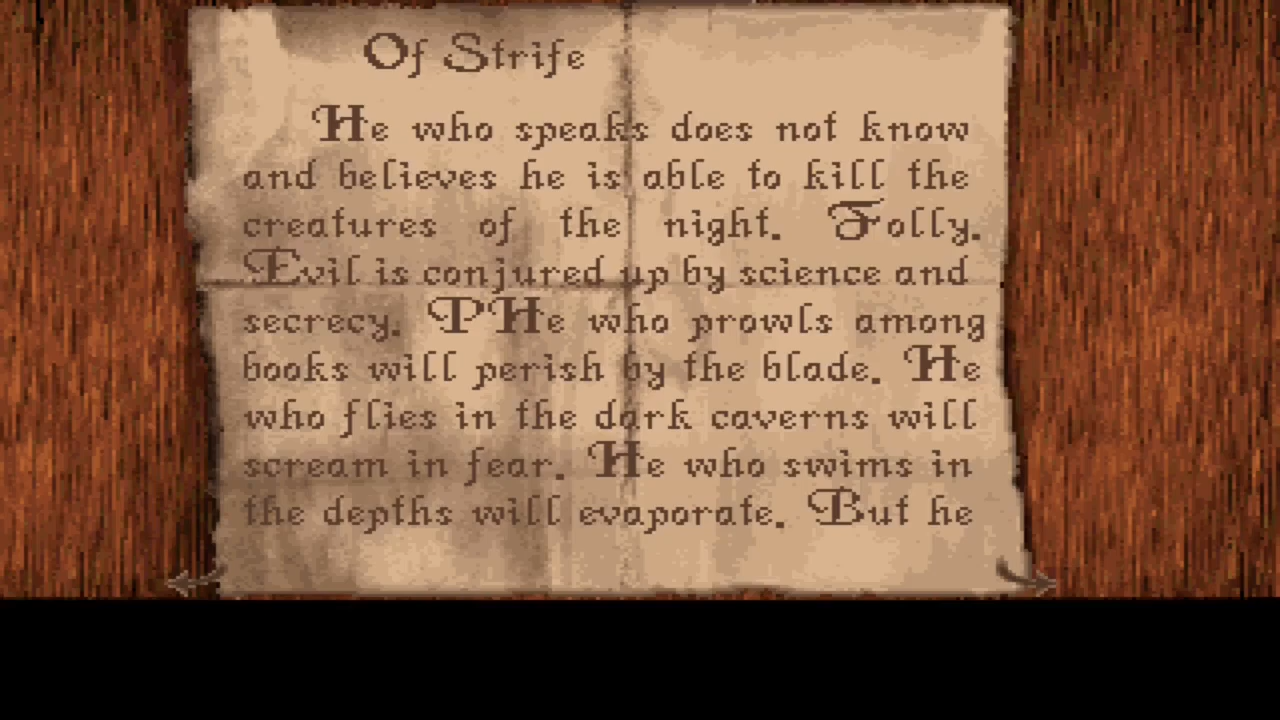 Of Strife
He who speaks does not know
and believes he is able to kill the
creatures of the night. Folly.
Evil is conjured up by science and
secrecy. PHe who prowls among
books will perish by the blade. He
who flies in the dark caverns will
scream in fear. He who swims in
the depths will evaporate. But he